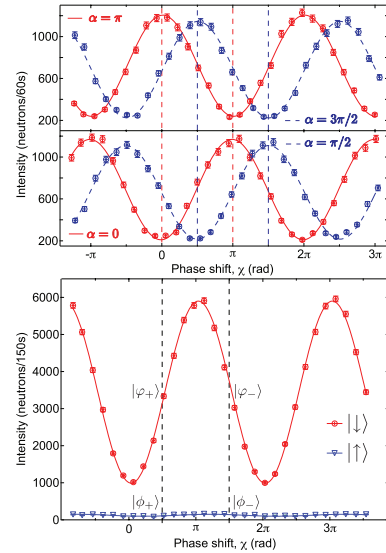 1000
600
200
Intensity (neutrons/60s)
α = π
α = 3π/2
1000
600
200
α = π/2
α = 0
-π
0
π
2π
3π
Phase shift, χ (rad)
6000
5000
4000
3000
2000
1000
0
Intensity (neutrons/150s)
|φ₊⟩
|φ₋⟩
|↓⟩
|↑⟩
|ϕ₊⟩
|ϕ₋⟩
0
π
2π
3π
Phase shift, χ (rad)